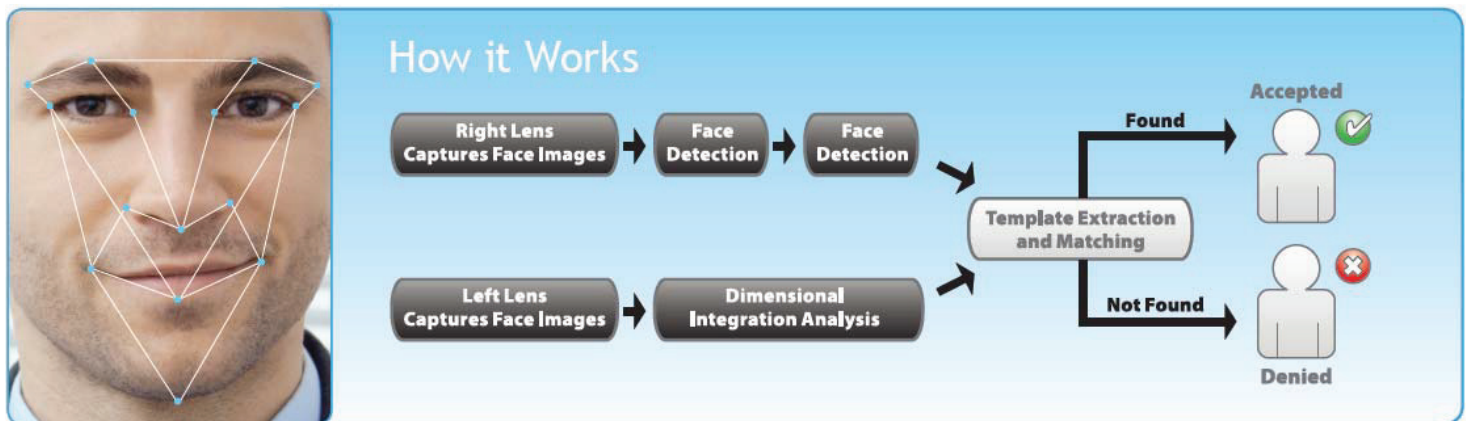 How it Works
Right Lens
Captures Face Images
Face
Detection
Face
Detection
Left Lens
Captures Face Images
Dimensional
Integration Analysis
Template Extraction
and Matching
Found
Accepted
Not Found
Denied